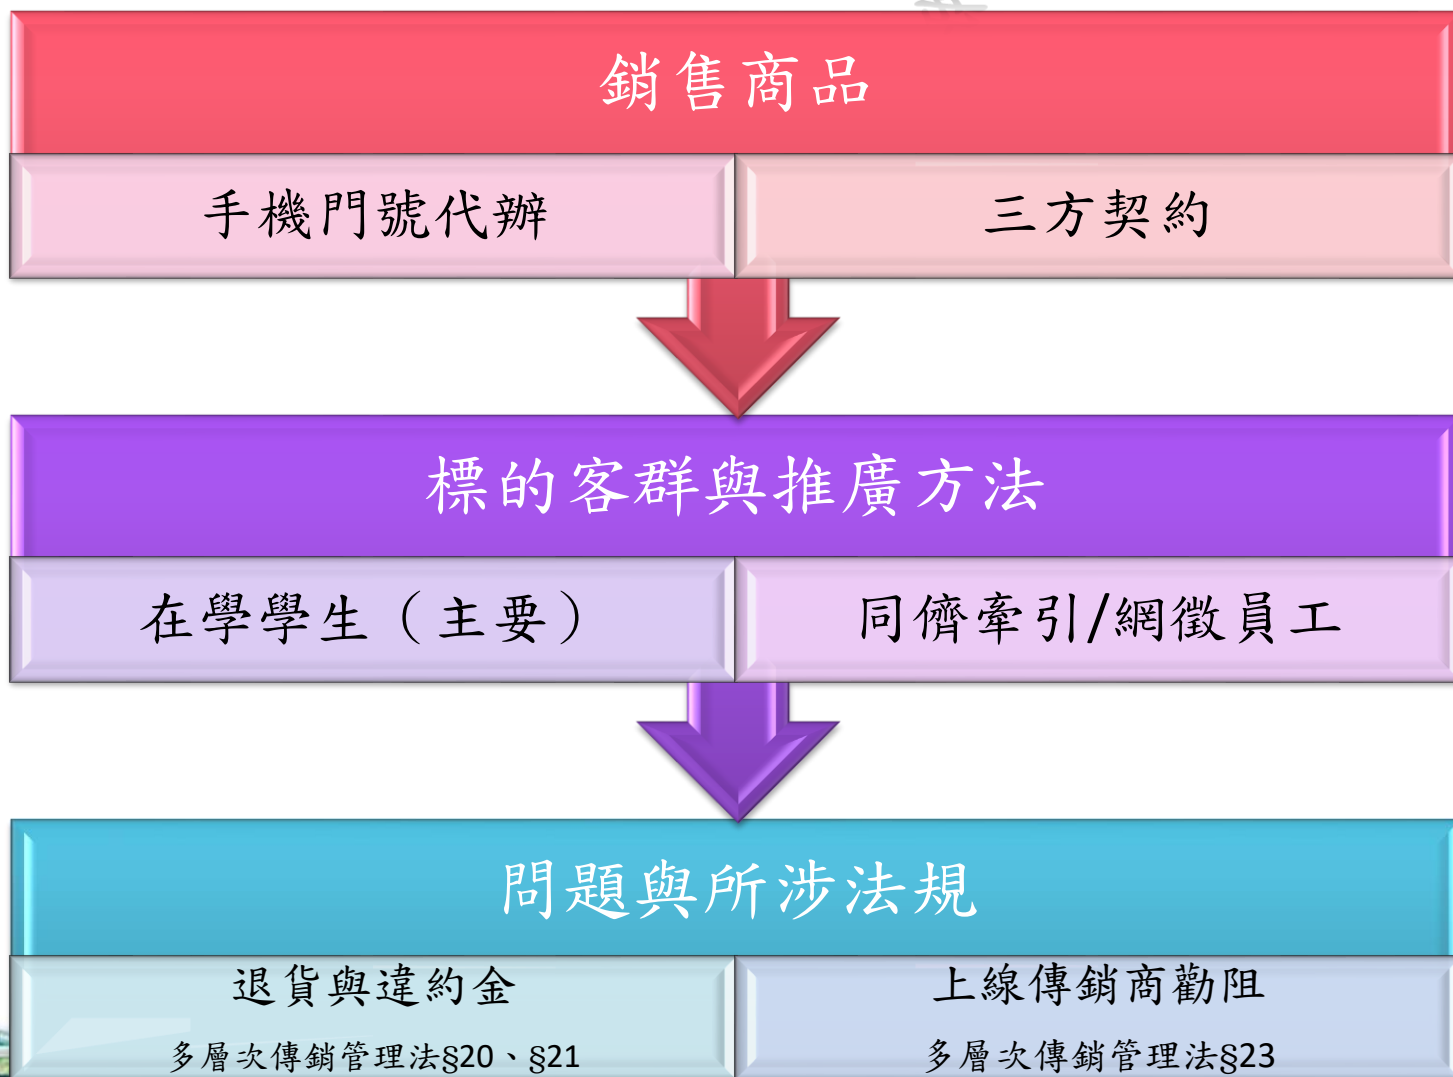 銷售商品
手機門號代辦
三方契約
標的客群與推廣方法
在學學生（主要）
同儕牽引/網徵員工
問題與所涉法規
退貨與違約金
多層次傳銷管理法§20、§21
上線傳銷商勸阻
多層次傳銷管理法§23